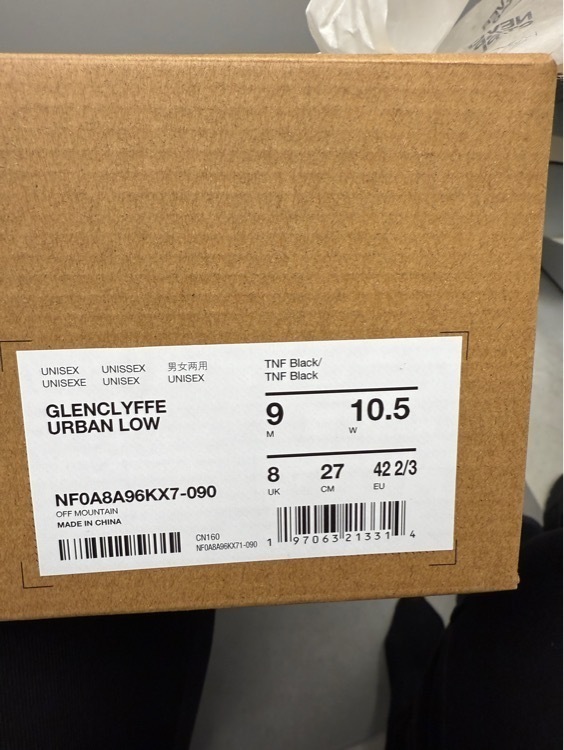 UNISEX UNISSEX 男女两用
UNISEXE UNISEX UNISEX
GLENCLYFFE
URBAN LOW
NF0A8A96KX7-090
OFF MOUNTAIN
MADE IN CHINA
CN160
NF0A8A96KX71-090
TNF Black/
TNF Black
9 10.5
M W
8 27 42 2/3
UK CM EU
1 97063 21331 4